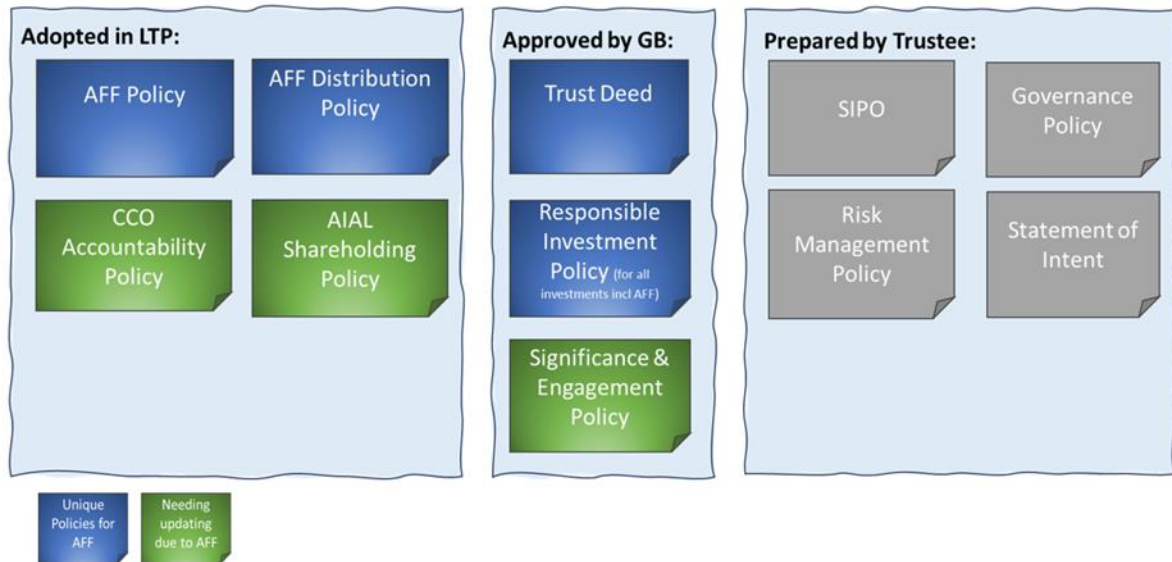 Adopted in LTP:
AFF Policy
AFF Distribution
Policy
CCO
Accountability
Policy
AIAL
Shareholding
Policy
Approved by GB:
Trust Deed
Responsible
Investment
Policy (for all
investments incl AFF)
Significance &
Engagement
Policy
Prepared by Trustee:
SIPO
Governance
Policy
Risk
Management
Policy
Statement of
Intent
Unique
Policies for
AFF
Needing
updating
due to AFF